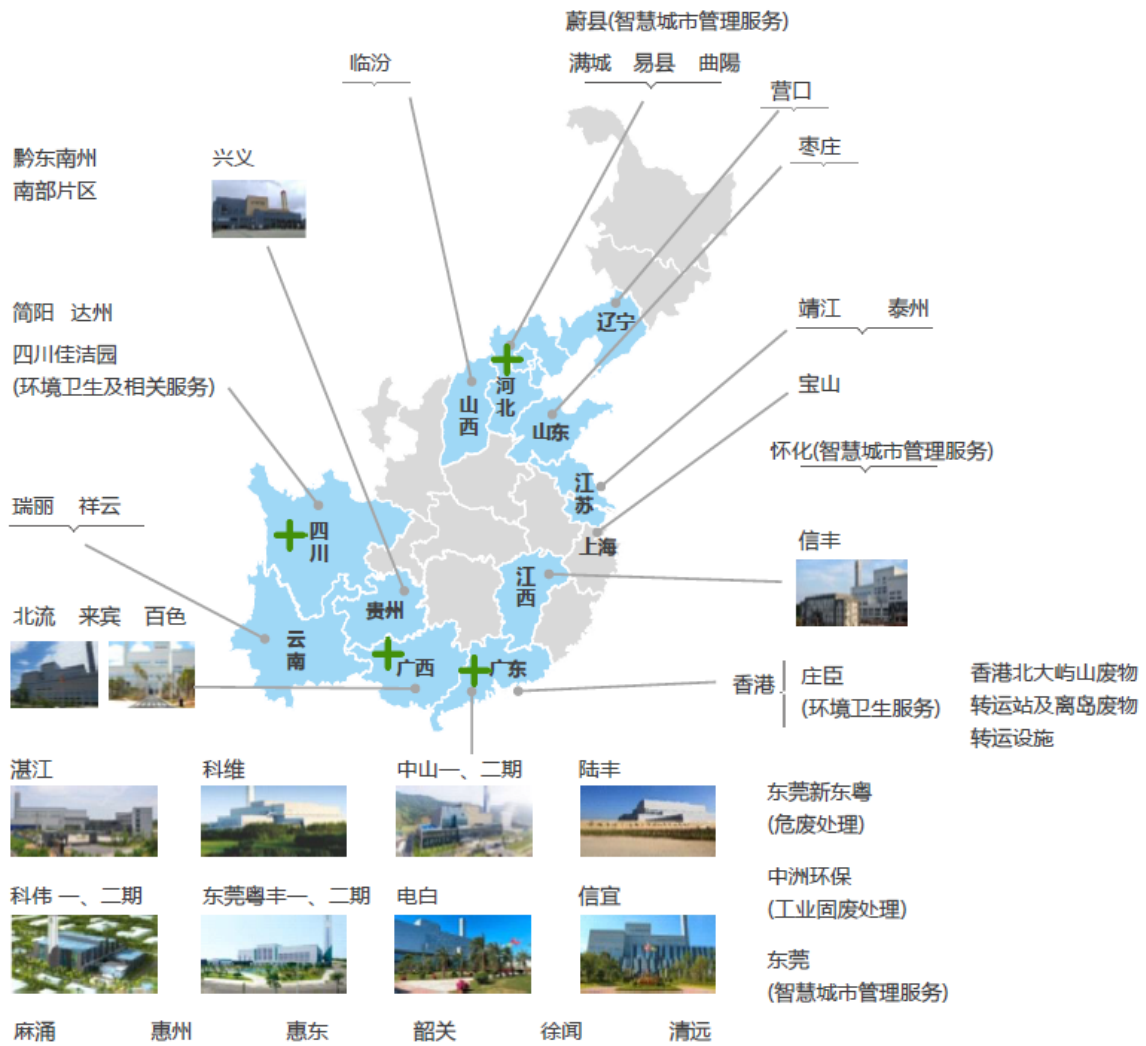 蔚县(智慧城市管理服务)
临汾
满城 易县 曲陽
营口
枣庄
黔东南州
南部片区
兴义
简阳 达州
四川佳洁园
(环境卫生及相关服务)
靖江 泰州
宝山
怀化(智慧城市管理服务)
瑞丽 祥云
信丰
北流 来宾 百色
辽宁
河北
山西
山东
江苏
上海
四川
江西
贵州
云南
广西
广东
香港
庄臣
(环境卫生服务)
香港北大屿山废物
转运站及离岛废物
转运设施
湛江 科维 中山一、二期 陆丰
东莞新东粤
(危废处理)
中洲环保
(工业固废处理)
科伟 一、二期 东莞粤丰一、二期 电白 信宜
东莞
(智慧城市管理服务)
麻涌 惠州 惠东 韶关 徐闻 清远